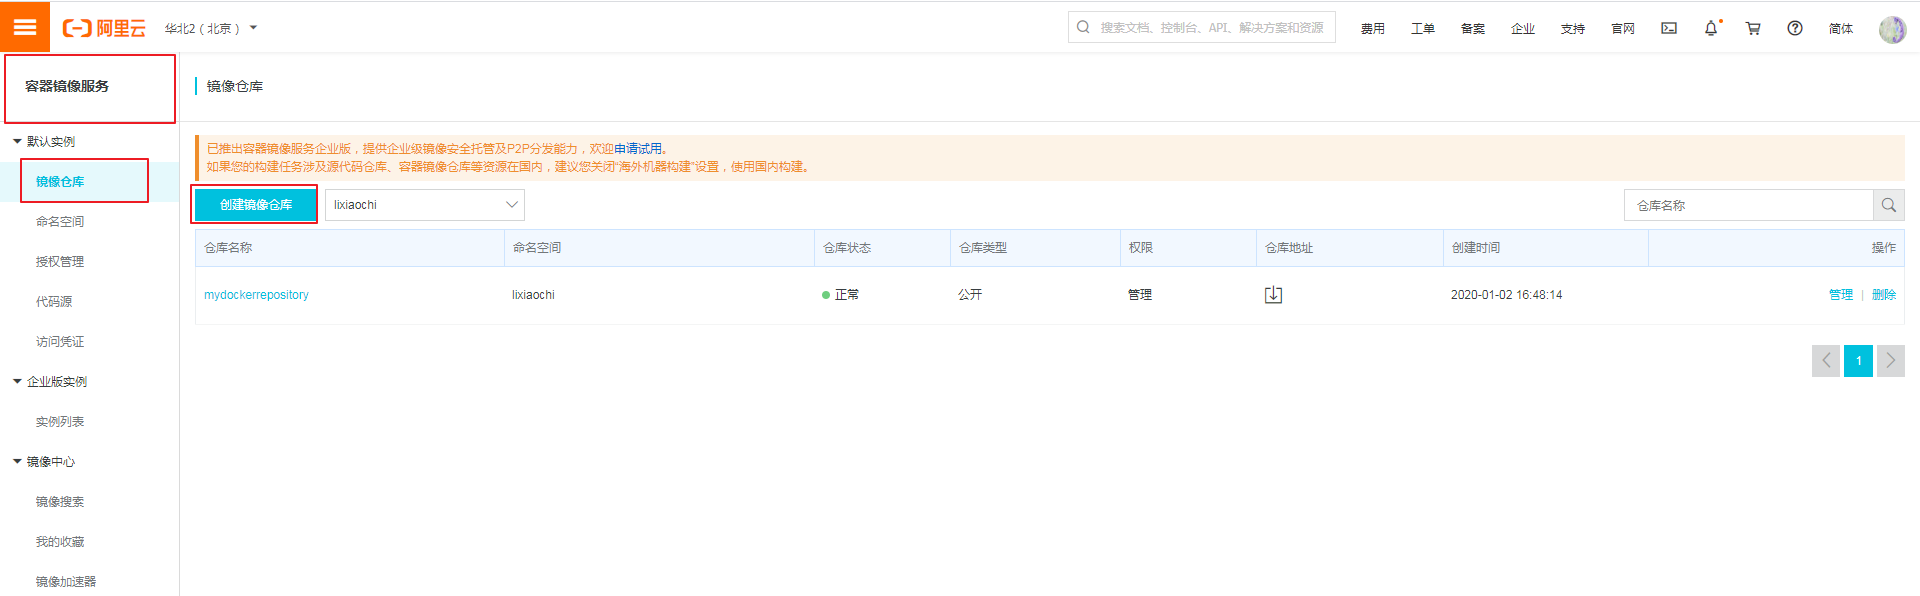 阿里云
华北2（北京）
搜索文档、控制台、API、解决方案和资源
费用
工单
备案
企业
支持
官网
简体
容器镜像服务
默认实例
镜像仓库
命名空间
授权管理
代码源
访问凭证
企业版实例
实例列表
镜像中心
镜像搜索
我的收藏
镜像加速器
镜像仓库
已推出容器镜像服务企业版，提供企业级镜像安全托管及P2P分发能力，欢迎申请试用。
如果您的构建任务涉及源代码仓库、容器镜像仓库等资源在国内，建议您关闭“海外机器构建”设置，使用国内构建。
创建镜像仓库
lixiaochi
仓库名称
仓库名称 命名空间 仓库状态 仓库类型 权限 仓库地址 创建时间 操作
mydockerrepository lixiaochi 正常 公开 管理 2020-01-02 16:48:14 管理 | 删除
1